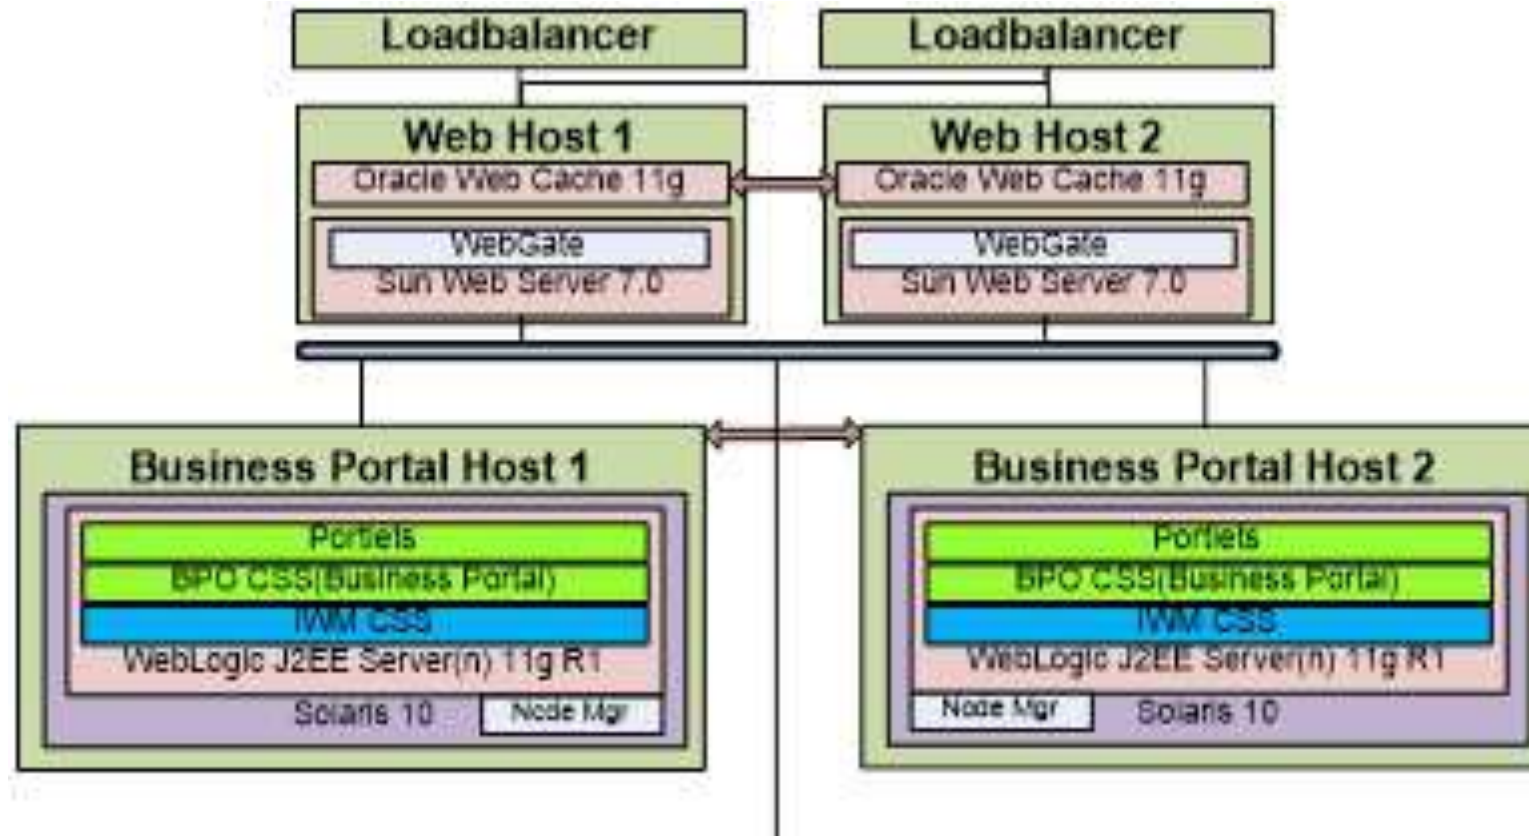 Loadbalancer
Loadbalancer
Web Host 1
Oracle Web Cache 11g
WebGate
Sun Web Server 7.0
Web Host 2
Oracle Web Cache 11g
WebGate
Sun Web Server 7.0
Business Portal Host 1
Portlets
BPO CSS(Business Portal)
IWM CSS
WebLogic J2EE Server(n) 11g R1
Solaris 10
Node Mgr
Business Portal Host 2
Portlets
BPO CSS(Business Portal)
IWM CSS
WebLogic J2EE Server(n) 11g R1
Node Mgr
Solaris 10